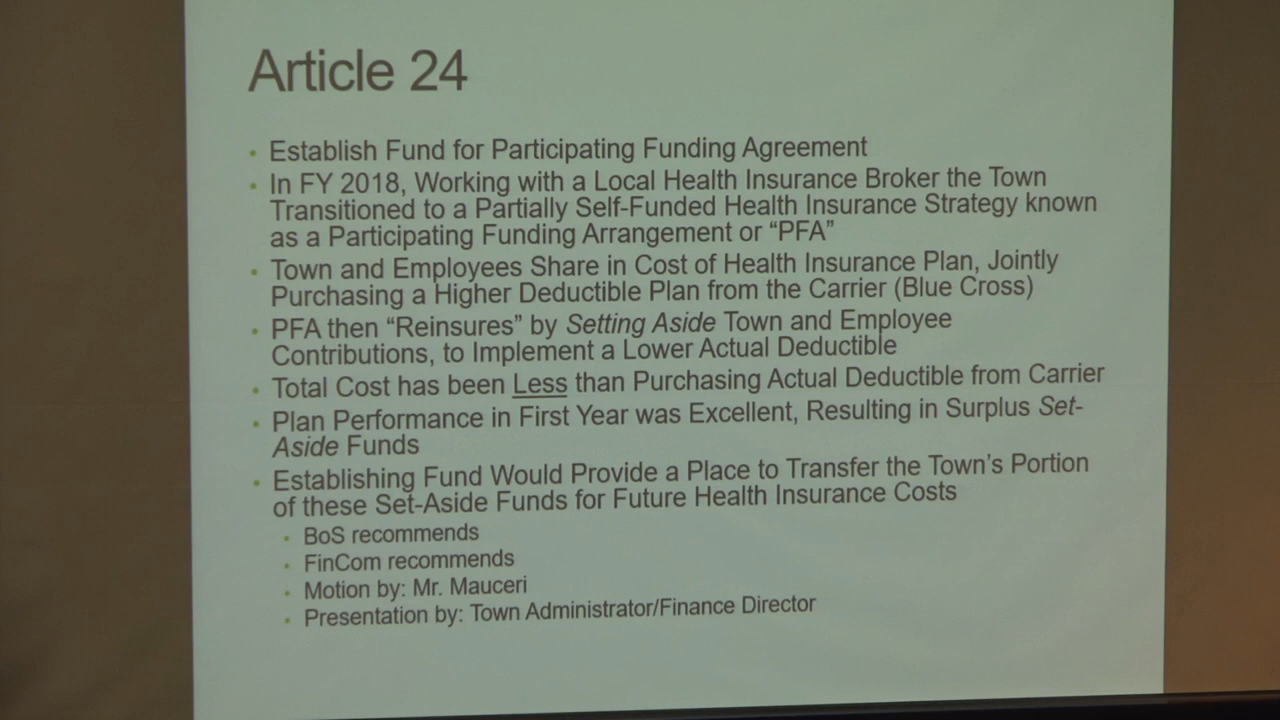 Article 24
• Establish Fund for Participating Funding Agreement
• In FY 2018, Working with a Local Health Insurance Broker the Town
Transitioned to a Partially Self-Funded Health Insurance Strategy known
as a Participating Funding Arrangement or “PFA”
• Town and Employees Share in Cost of Health Insurance Plan, Jointly
Purchasing a Higher Deductible Plan from the Carrier (Blue Cross)
• PFA then “Reinsures” by Setting Aside Town and Employee
Contributions, to Implement a Lower Actual Deductible
• Total Cost has been Less than Purchasing Actual Deductible from Carrier
• Plan Performance in First Year was Excellent, Resulting in Surplus Set-
Aside Funds
• Establishing Fund Would Provide a Place to Transfer the Town’s Portion
of these Set-Aside Funds for Future Health Insurance Costs
• BoS recommends
• FinCom recommends
• Motion by: Mr. Mauceri
• Presentation by: Town Administrator/Finance Director